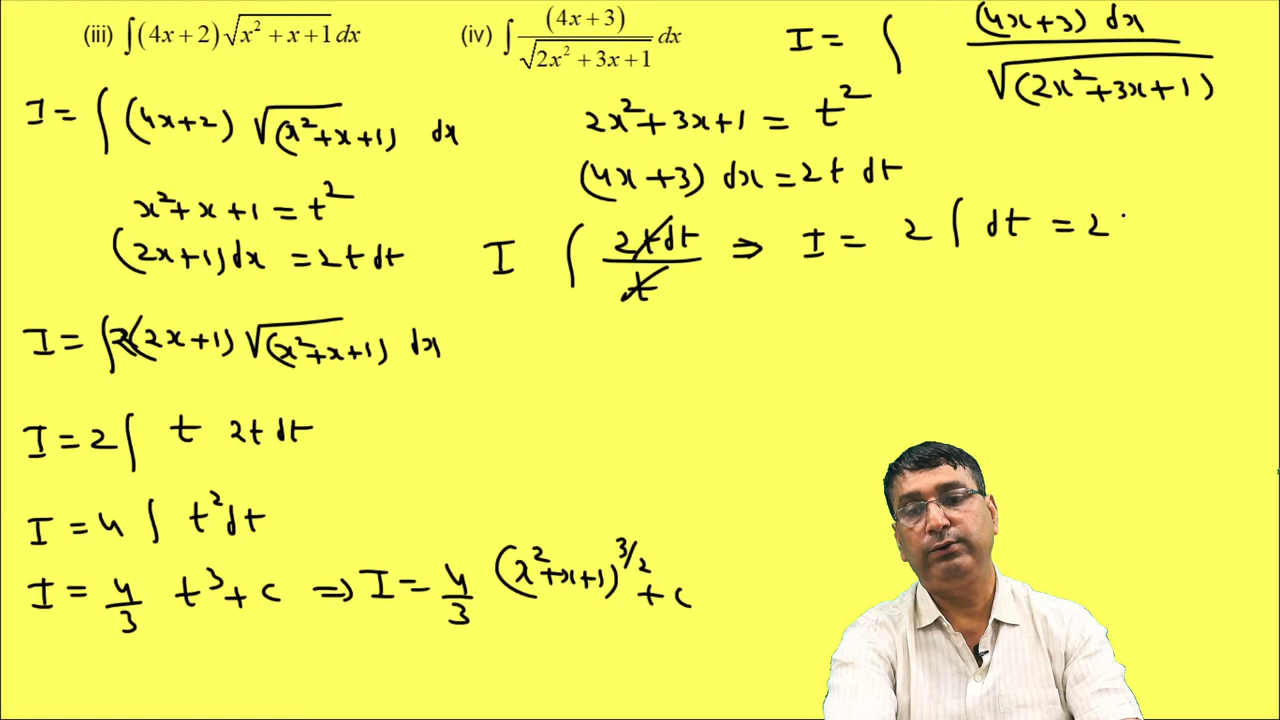 (iii) ∫(4x+2)√(x²+x+1) dx
(iv) ∫ (4x+3)/√(2x²+3x+1) dx
I = ∫ (4x+2) √(x²+x+1) dx
x²+x+1 = t²
(2x+1)dx = 2t dt
I = ∫2(2x+1) √(x²+x+1) dx
I = 2∫ t 2t dt
I = 4 ∫ t² dt
I = 4/3 t³ + c ⇒ I = 4/3 (x²+x+1)^3/2 + c
I = ∫ (4x+3) dx / √(2x²+3x+1)
2x²+3x+1 = t²
(4x+3) dx = 2t dt
I ∫ 2t dt / t ⇒ I = 2 ∫ dt = 2